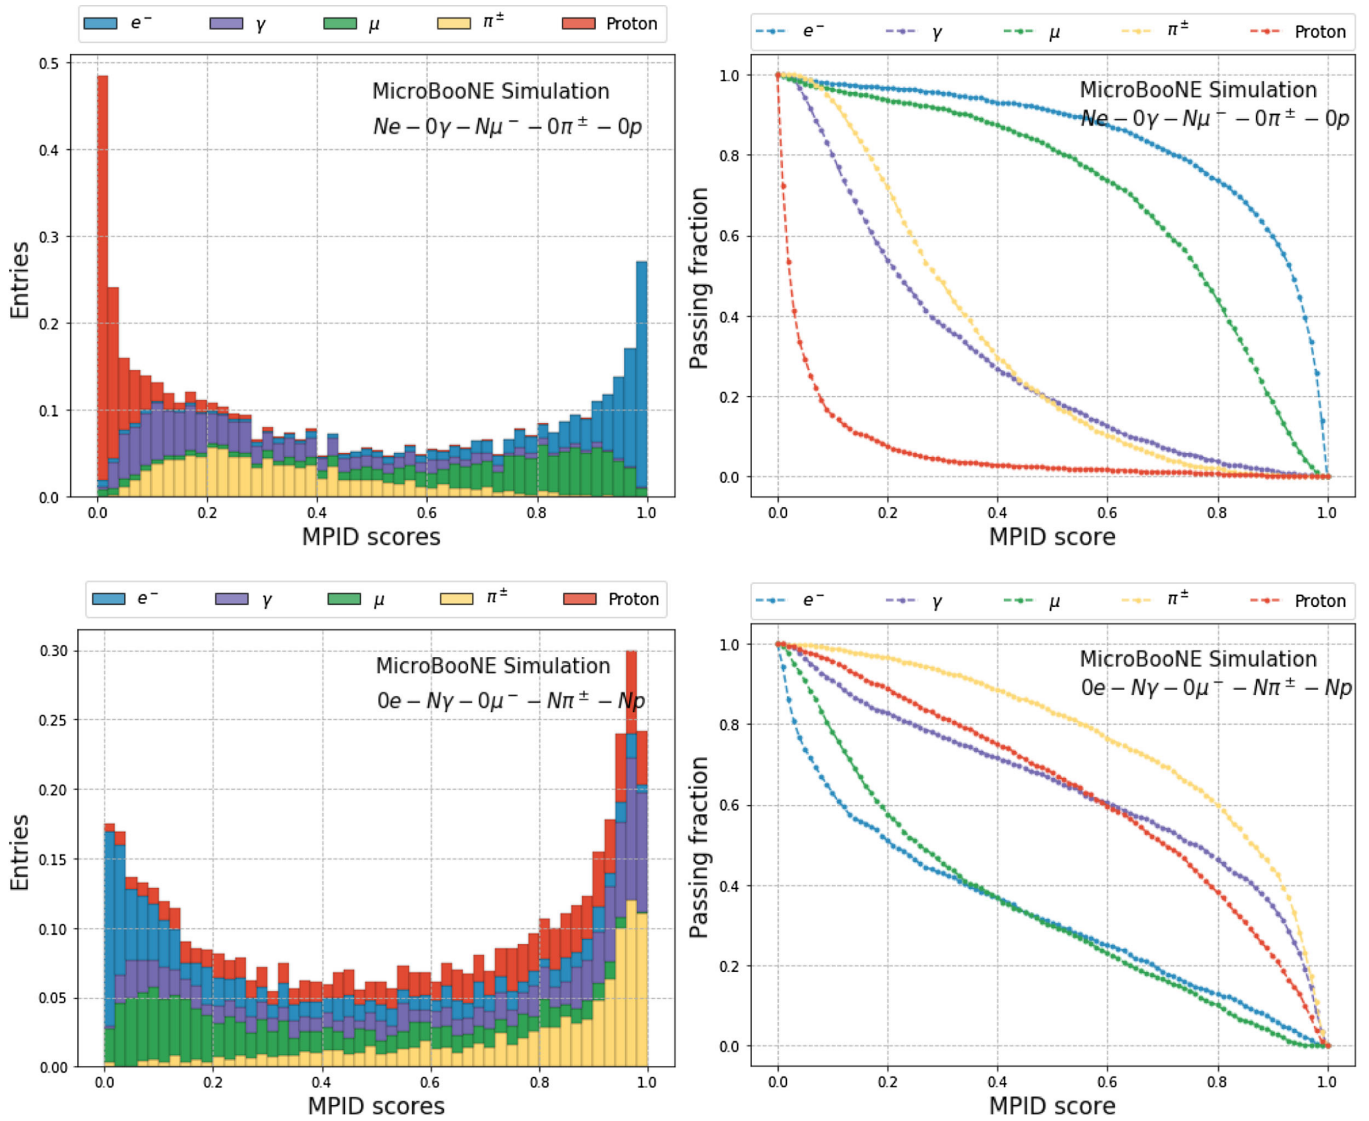 e⁻ γ μ π± Proton
0.5
0.4
0.3
0.2
0.1
0.0
Entries
MicroBooNE Simulation
Ne − 0γ − Nμ⁻ − 0π± − 0p
0.0 0.2 0.4 0.6 0.8 1.0
MPID scores
e⁻ γ μ π± Proton
1.0
0.8
0.6
0.4
0.2
0.0
Passing fraction
MicroBooNE Simulation
Ne − 0γ − Nμ⁻ − 0π± − 0p
0.0 0.2 0.4 0.6 0.8 1.0
MPID score
e⁻ γ μ π± Proton
0.30
0.25
0.20
0.15
0.10
0.05
0.00
Entries
MicroBooNE Simulation
0e − Nγ − 0μ⁻ − Nπ± − Np
0.0 0.2 0.4 0.6 0.8 1.0
MPID scores
e⁻ γ μ π± Proton
1.0
0.8
0.6
0.4
0.2
0.0
Passing fraction
MicroBooNE Simulation
0e − Nγ − 0μ⁻ − Nπ± − Np
0.0 0.2 0.4 0.6 0.8 1.0
MPID score